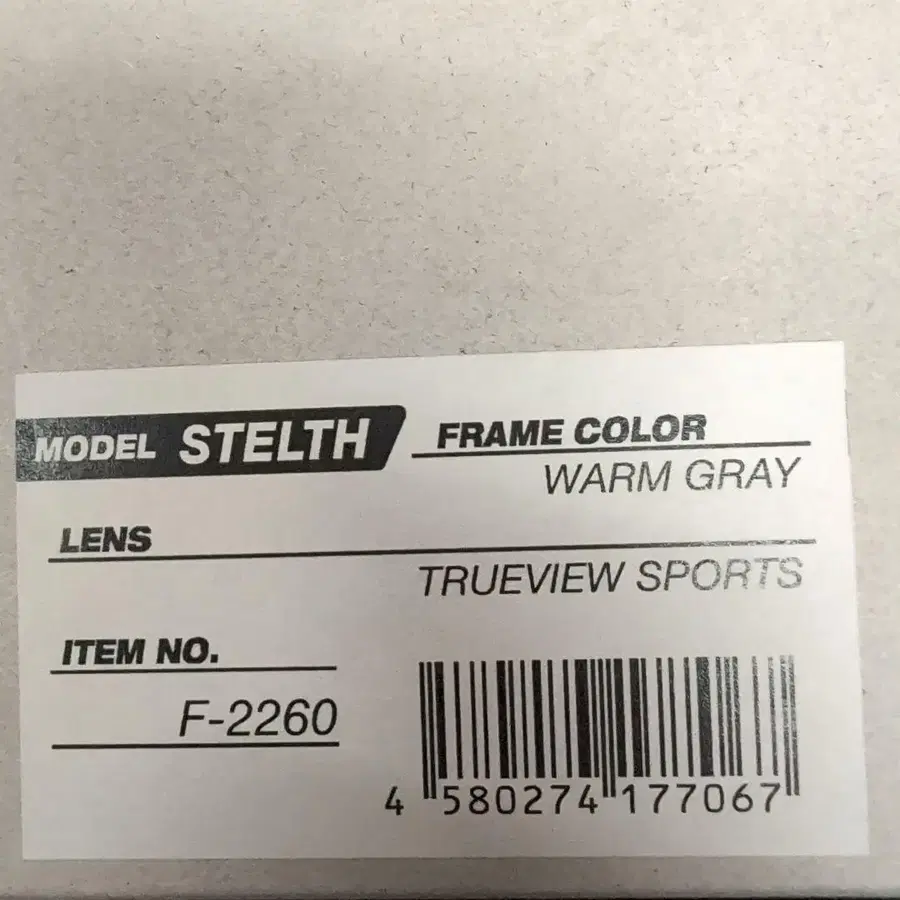 MODEL STELTH
FRAME COLOR
WARM GRAY
LENS
TRUEVIEW SPORTS
ITEM NO.
F-2260
4 580274 177067